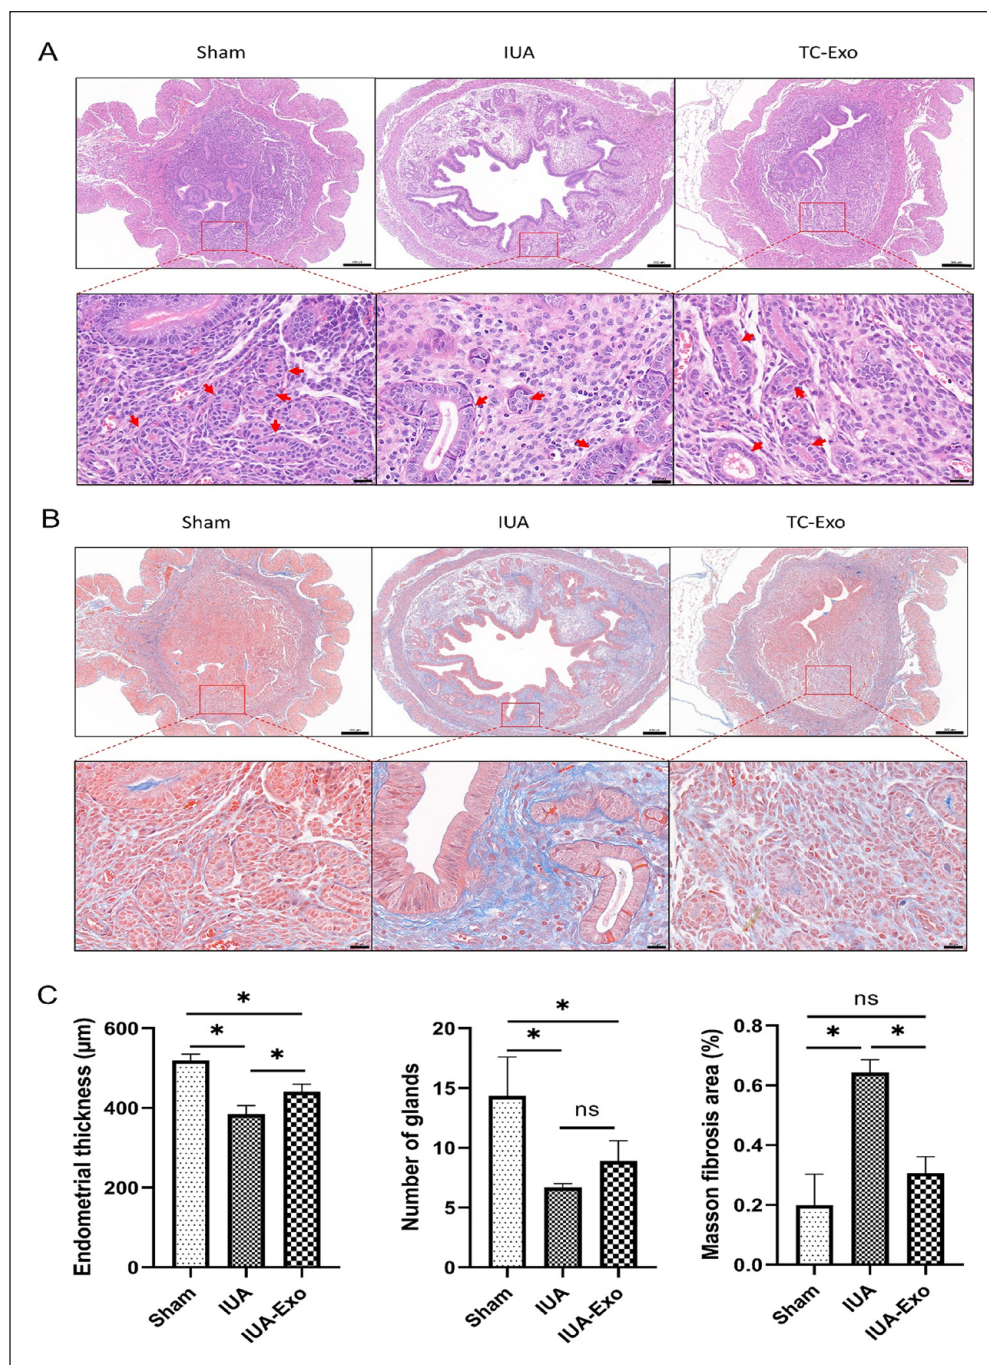 A
Sham
IUA
TC-Exo
B
Sham
IUA
TC-Exo
C
Endometrial thickness (μm)
600
400
200
0
*
*
*
Sham
IUA
IUA-Exo
Number of glands
20
15
10
5
0
*
*
ns
Sham
IUA
IUA-Exo
Masson fibrosis area (%)
0.8
0.6
0.4
0.2
0.0
ns
*
*
Sham
IUA
IUA-Exo